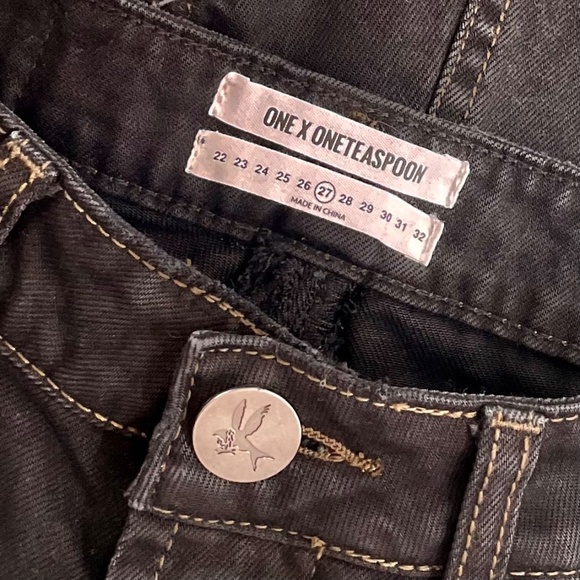 ONE X ONETEASPOON
22 23 24 25 26 27 28 29 30 31 32
MADE IN CHINA